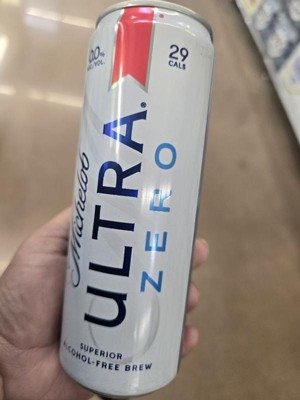 0.0%
ALC/VOL.
29
CALS
Michelob
ULTRA
ZERO
SUPERIOR
ALCOHOL-FREE BREW